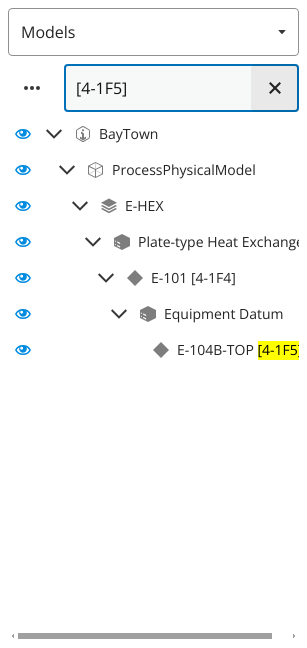 Models
[4-1F5]
BayTown
ProcessPhysicalModel
E-HEX
Plate-type Heat Exchange
E-101 [4-1F4]
Equipment Datum
E-104B-TOP [4-1F5]